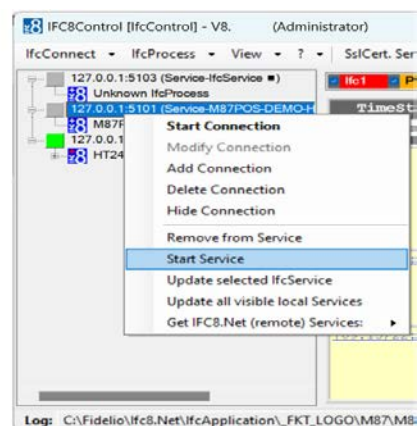 IFC8Control [IfcControl] - V8. (Administrator)
IfcConnect IfcProcess View ? SslCert. Ser
127.0.0.1:5103 (Service-IfcService ■)
Unknown IfcProcess
Ifc1
127.0.0.1:5101 (Service-M87POS-DEMO-H
TimeSt
M87P
127.0.0.1
HT24
Start Connection
Modify Connection
Add Connection
Delete Connection
Hide Connection
Remove from Service
Start Service
Update selected IfcService
Update all visible local Services
Get IFC8.Net (remote) Services:
Log: C:\Fidelio\Ifc8.Net\IfcApplication\_FKT_LOGO\M87\M8